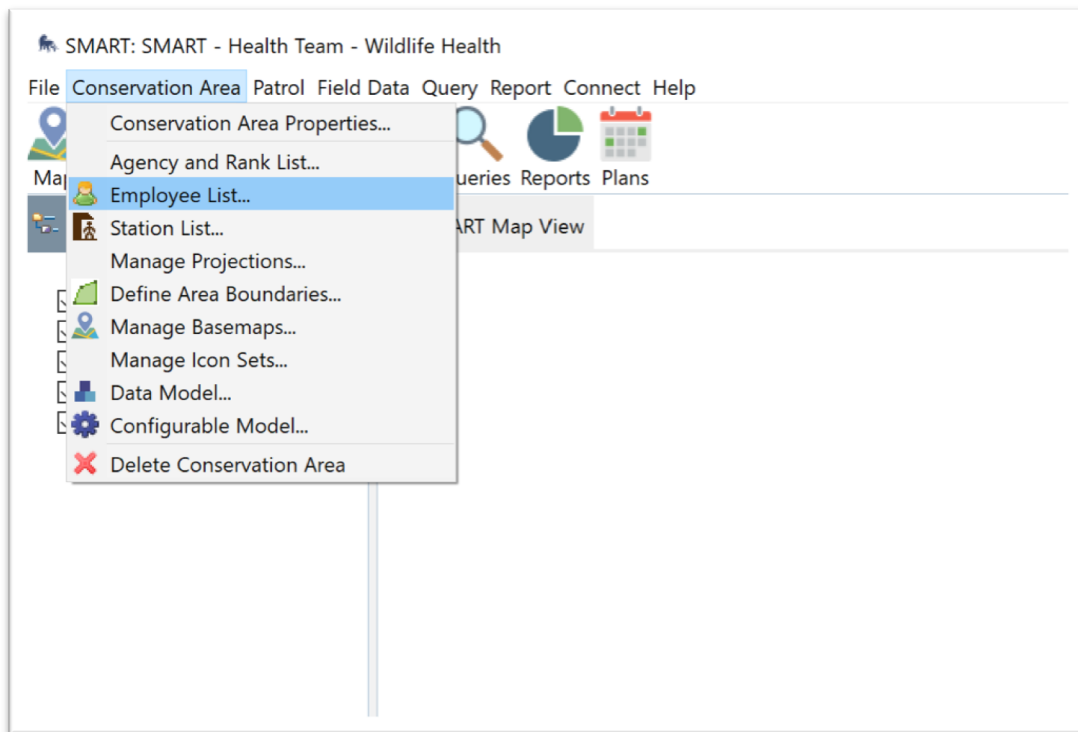 SMART: SMART - Health Team - Wildlife Health
File Conservation Area Patrol Field Data Query Report Connect Help
Conservation Area Properties...
Agency and Rank List...
Reports Plans
Employee List...
Station List...
Map View
Manage Projections...
Define Area Boundaries...
Manage Basemaps...
Manage Icon Sets...
Data Model...
Configurable Model...
Delete Conservation Area